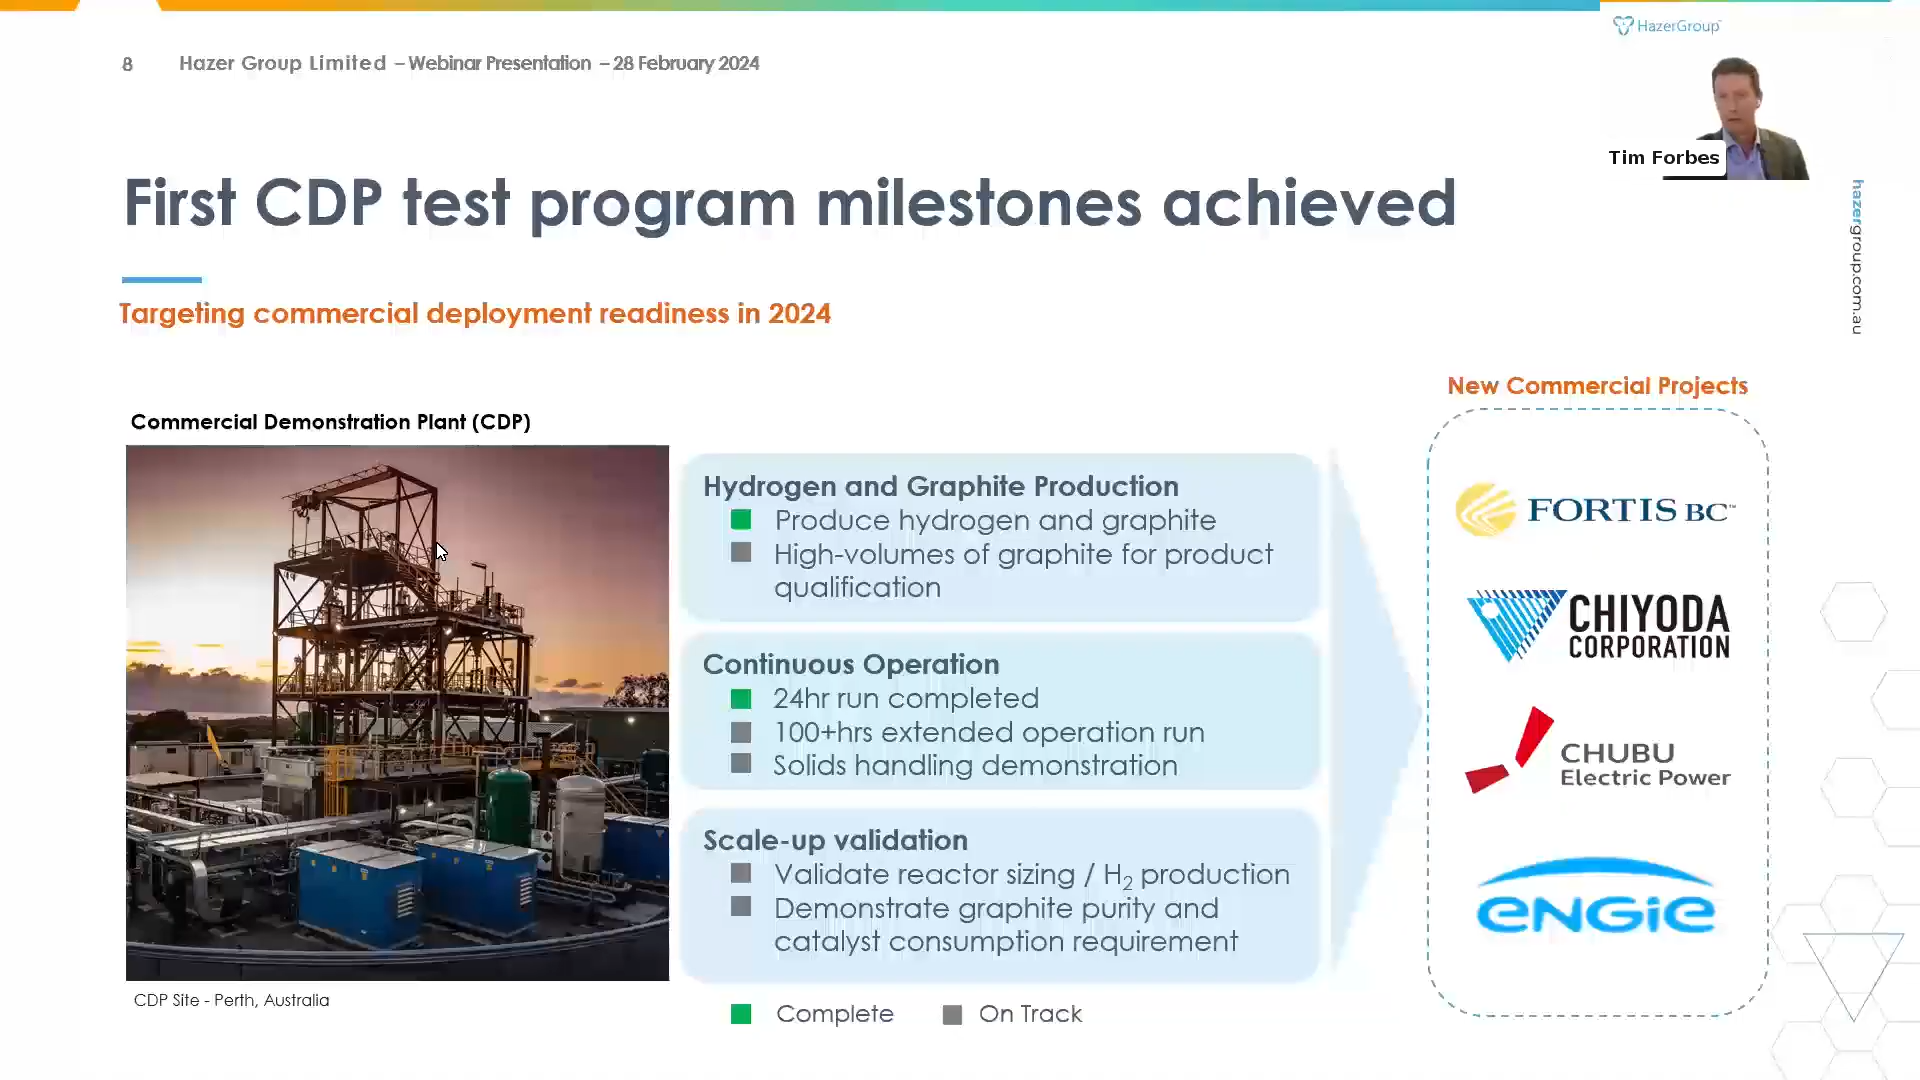 HazerGroup
8 Hazer Group Limited – Webinar Presentation – 28 February 2024
Tim Forbes
hazergroup.com.au
First CDP test program milestones achieved
Targeting commercial deployment readiness in 2024
Commercial Demonstration Plant (CDP)
CDP Site - Perth, Australia
Hydrogen and Graphite Production
Produce hydrogen and graphite
High-volumes of graphite for product
qualification
Continuous Operation
24hr run completed
100+hrs extended operation run
Solids handling demonstration
Scale-up validation
Validate reactor sizing / H₂ production
Demonstrate graphite purity and
catalyst consumption requirement
Complete On Track
New Commercial Projects
FORTIS BC™
CHIYODA
CORPORATION
CHUBU
Electric Power
ENGIE